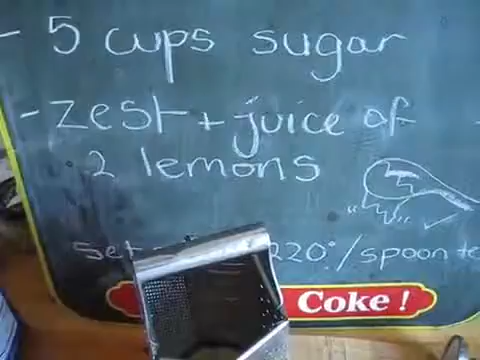 - 5 cups sugar
- zest + juice of
2 lemons
220°/spoon
Coke!